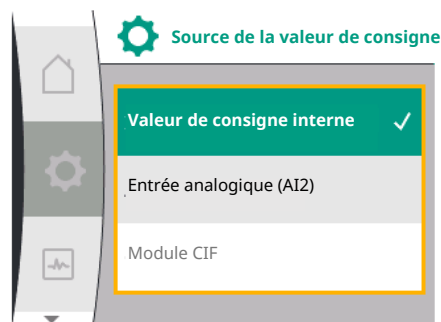 Source de la valeur de consigne
Valeur de consigne interne
Entrée analogique (AI2)
Module CIF